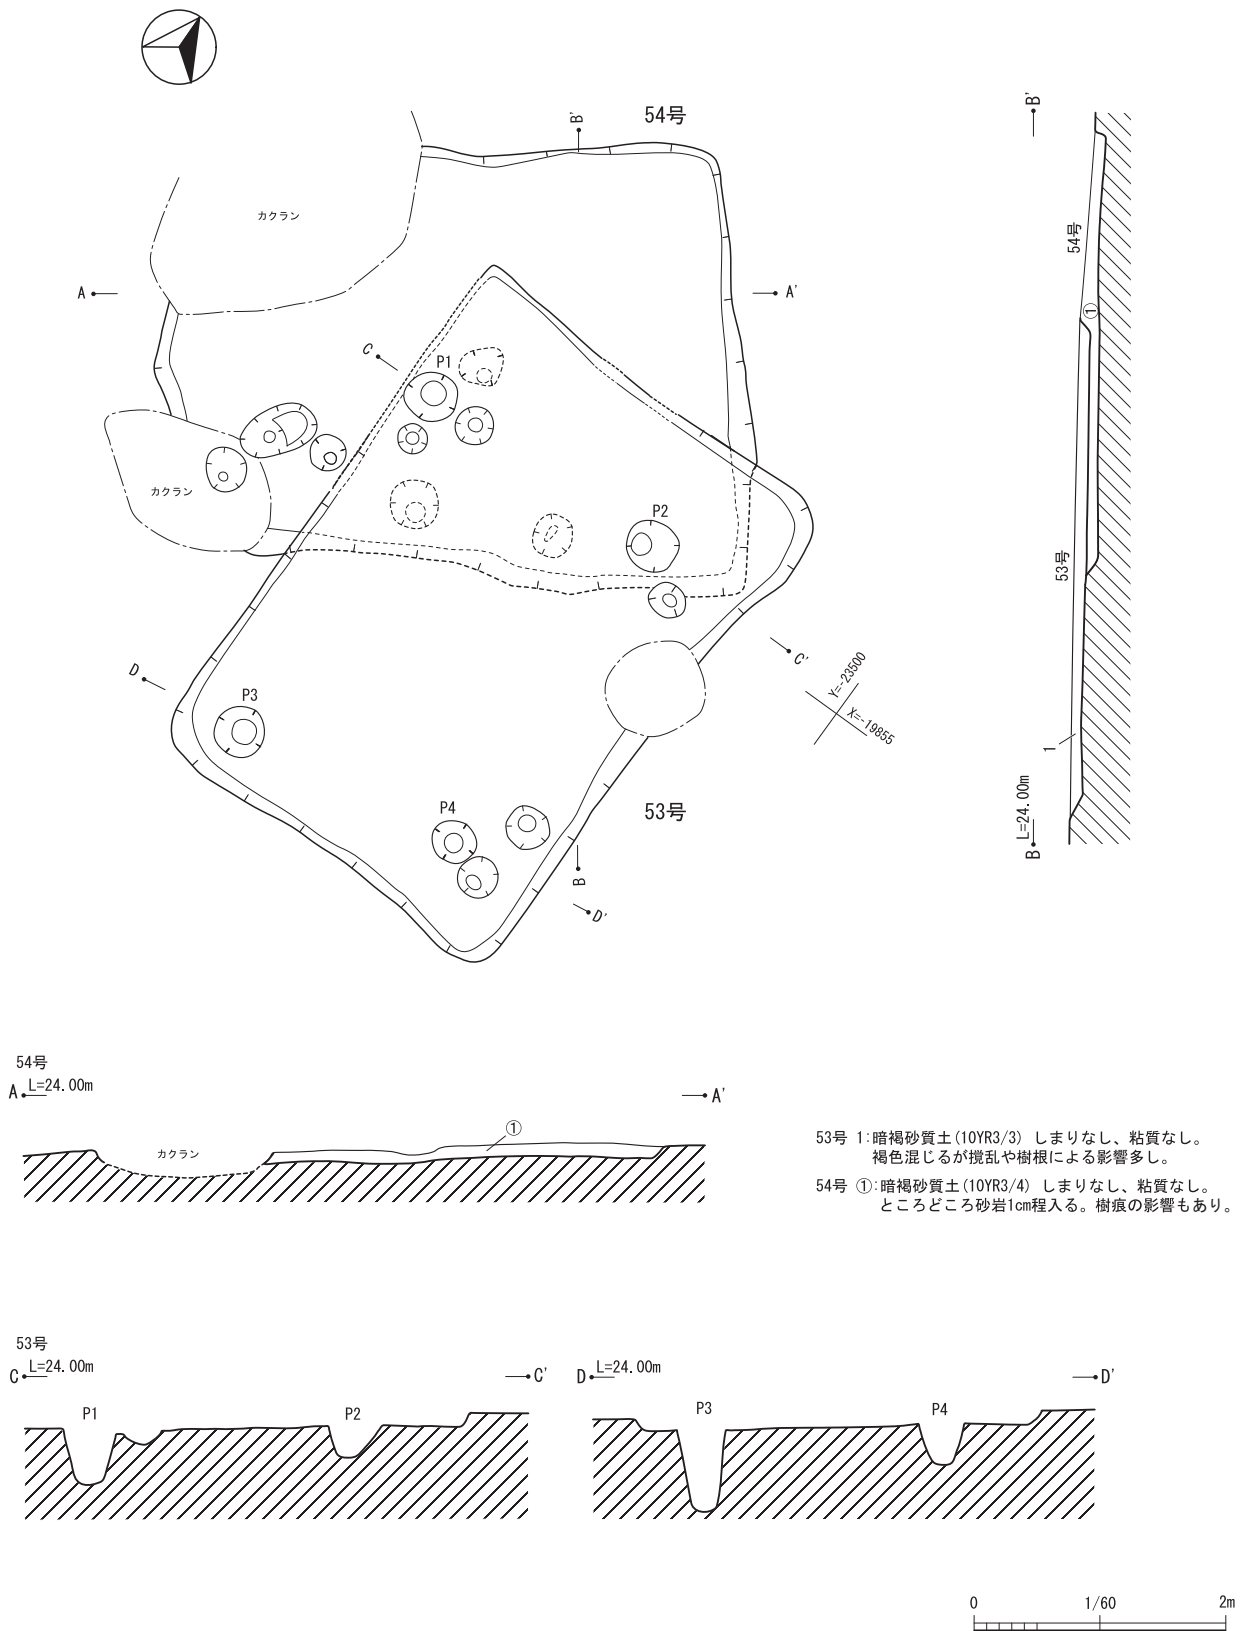 54号
B'
B'
カクラン
54号
A
A'
①
C
P1
カクラン
P2
53号
C'
Y=-23500
X=-19855
D
P3
1
P4
53号
L=24.00m
B
B
D'
54号
A L=24.00m
A'
①
カクラン
53号 1:暗褐砂質土(10YR3/3) しまりなし、粘質なし。
褐色混じるが撹乱や樹根による影響多し。
54号 ①:暗褐砂質土(10YR3/4) しまりなし、粘質なし。
ところどころ砂岩1cm程入る。樹痕の影響もあり。
53号
C L=24.00m
C'
D L=24.00m
D'
P1
P2
P3
P4
0 1/60 2m